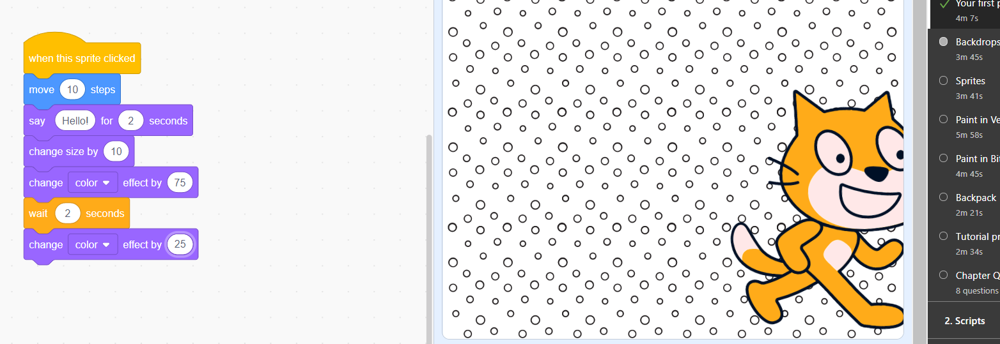 when this sprite clicked
move 10 steps
say Hello! for 2 seconds
change size by 10
change color effect by 75
wait 2 seconds
change color effect by 25
Your first
4m 7s
Backdrops
3m 45s
Sprites
3m 41s
Paint in
5m 58s
Paint in
4m 45s
Backpack
2m 21s
Tutorial
2m 34s
Chapter
8 questions
2. Scripts